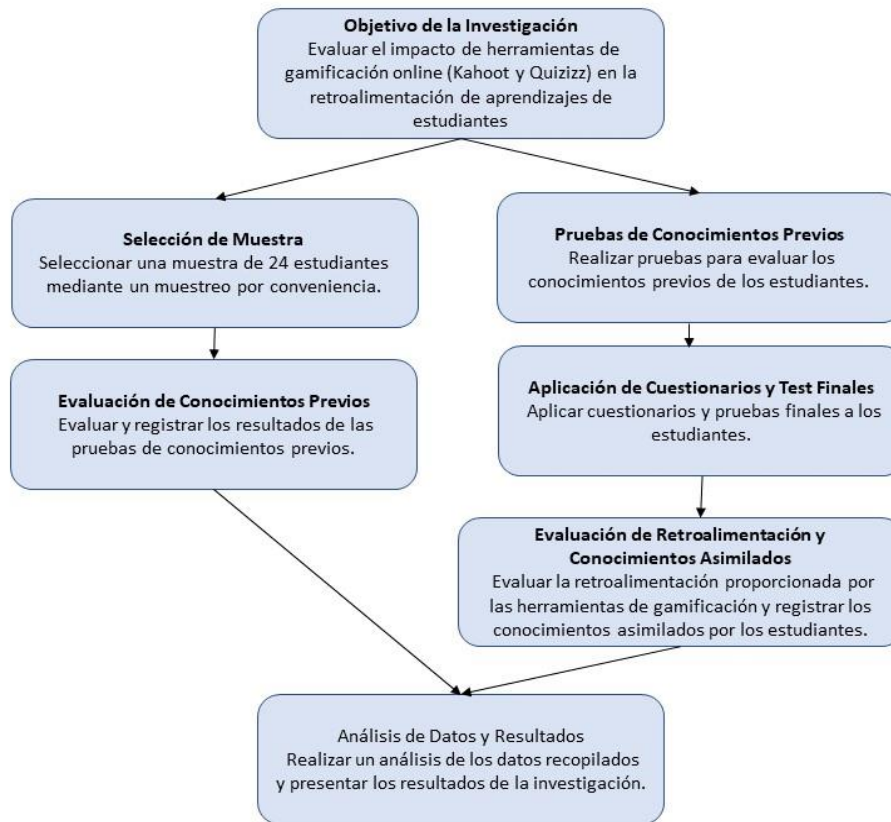 Objetivo de la Investigación
Evaluar el impacto de herramientas de
gamificación online (Kahoot y Quizizz) en la
retroalimentación de aprendizajes de
estudiantes
Selección de Muestra
Seleccionar una muestra de 24 estudiantes
mediante un muestreo por conveniencia.
Pruebas de Conocimientos Previos
Realizar pruebas para evaluar los
conocimientos previos de los estudiantes.
Evaluación de Conocimientos Previos
Evaluar y registrar los resultados de las
pruebas de conocimientos previos.
Aplicación de Cuestionarios y Test Finales
Aplicar cuestionarios y pruebas finales a los
estudiantes.
Evaluación de Retroalimentación y
Conocimientos Asimilados
Evaluar la retroalimentación proporcionada por
las herramientas de gamificación y registrar los
conocimientos asimilados por los estudiantes.
Análisis de Datos y Resultados
Realizar un análisis de los datos recopilados
y presentar los resultados de la investigación.